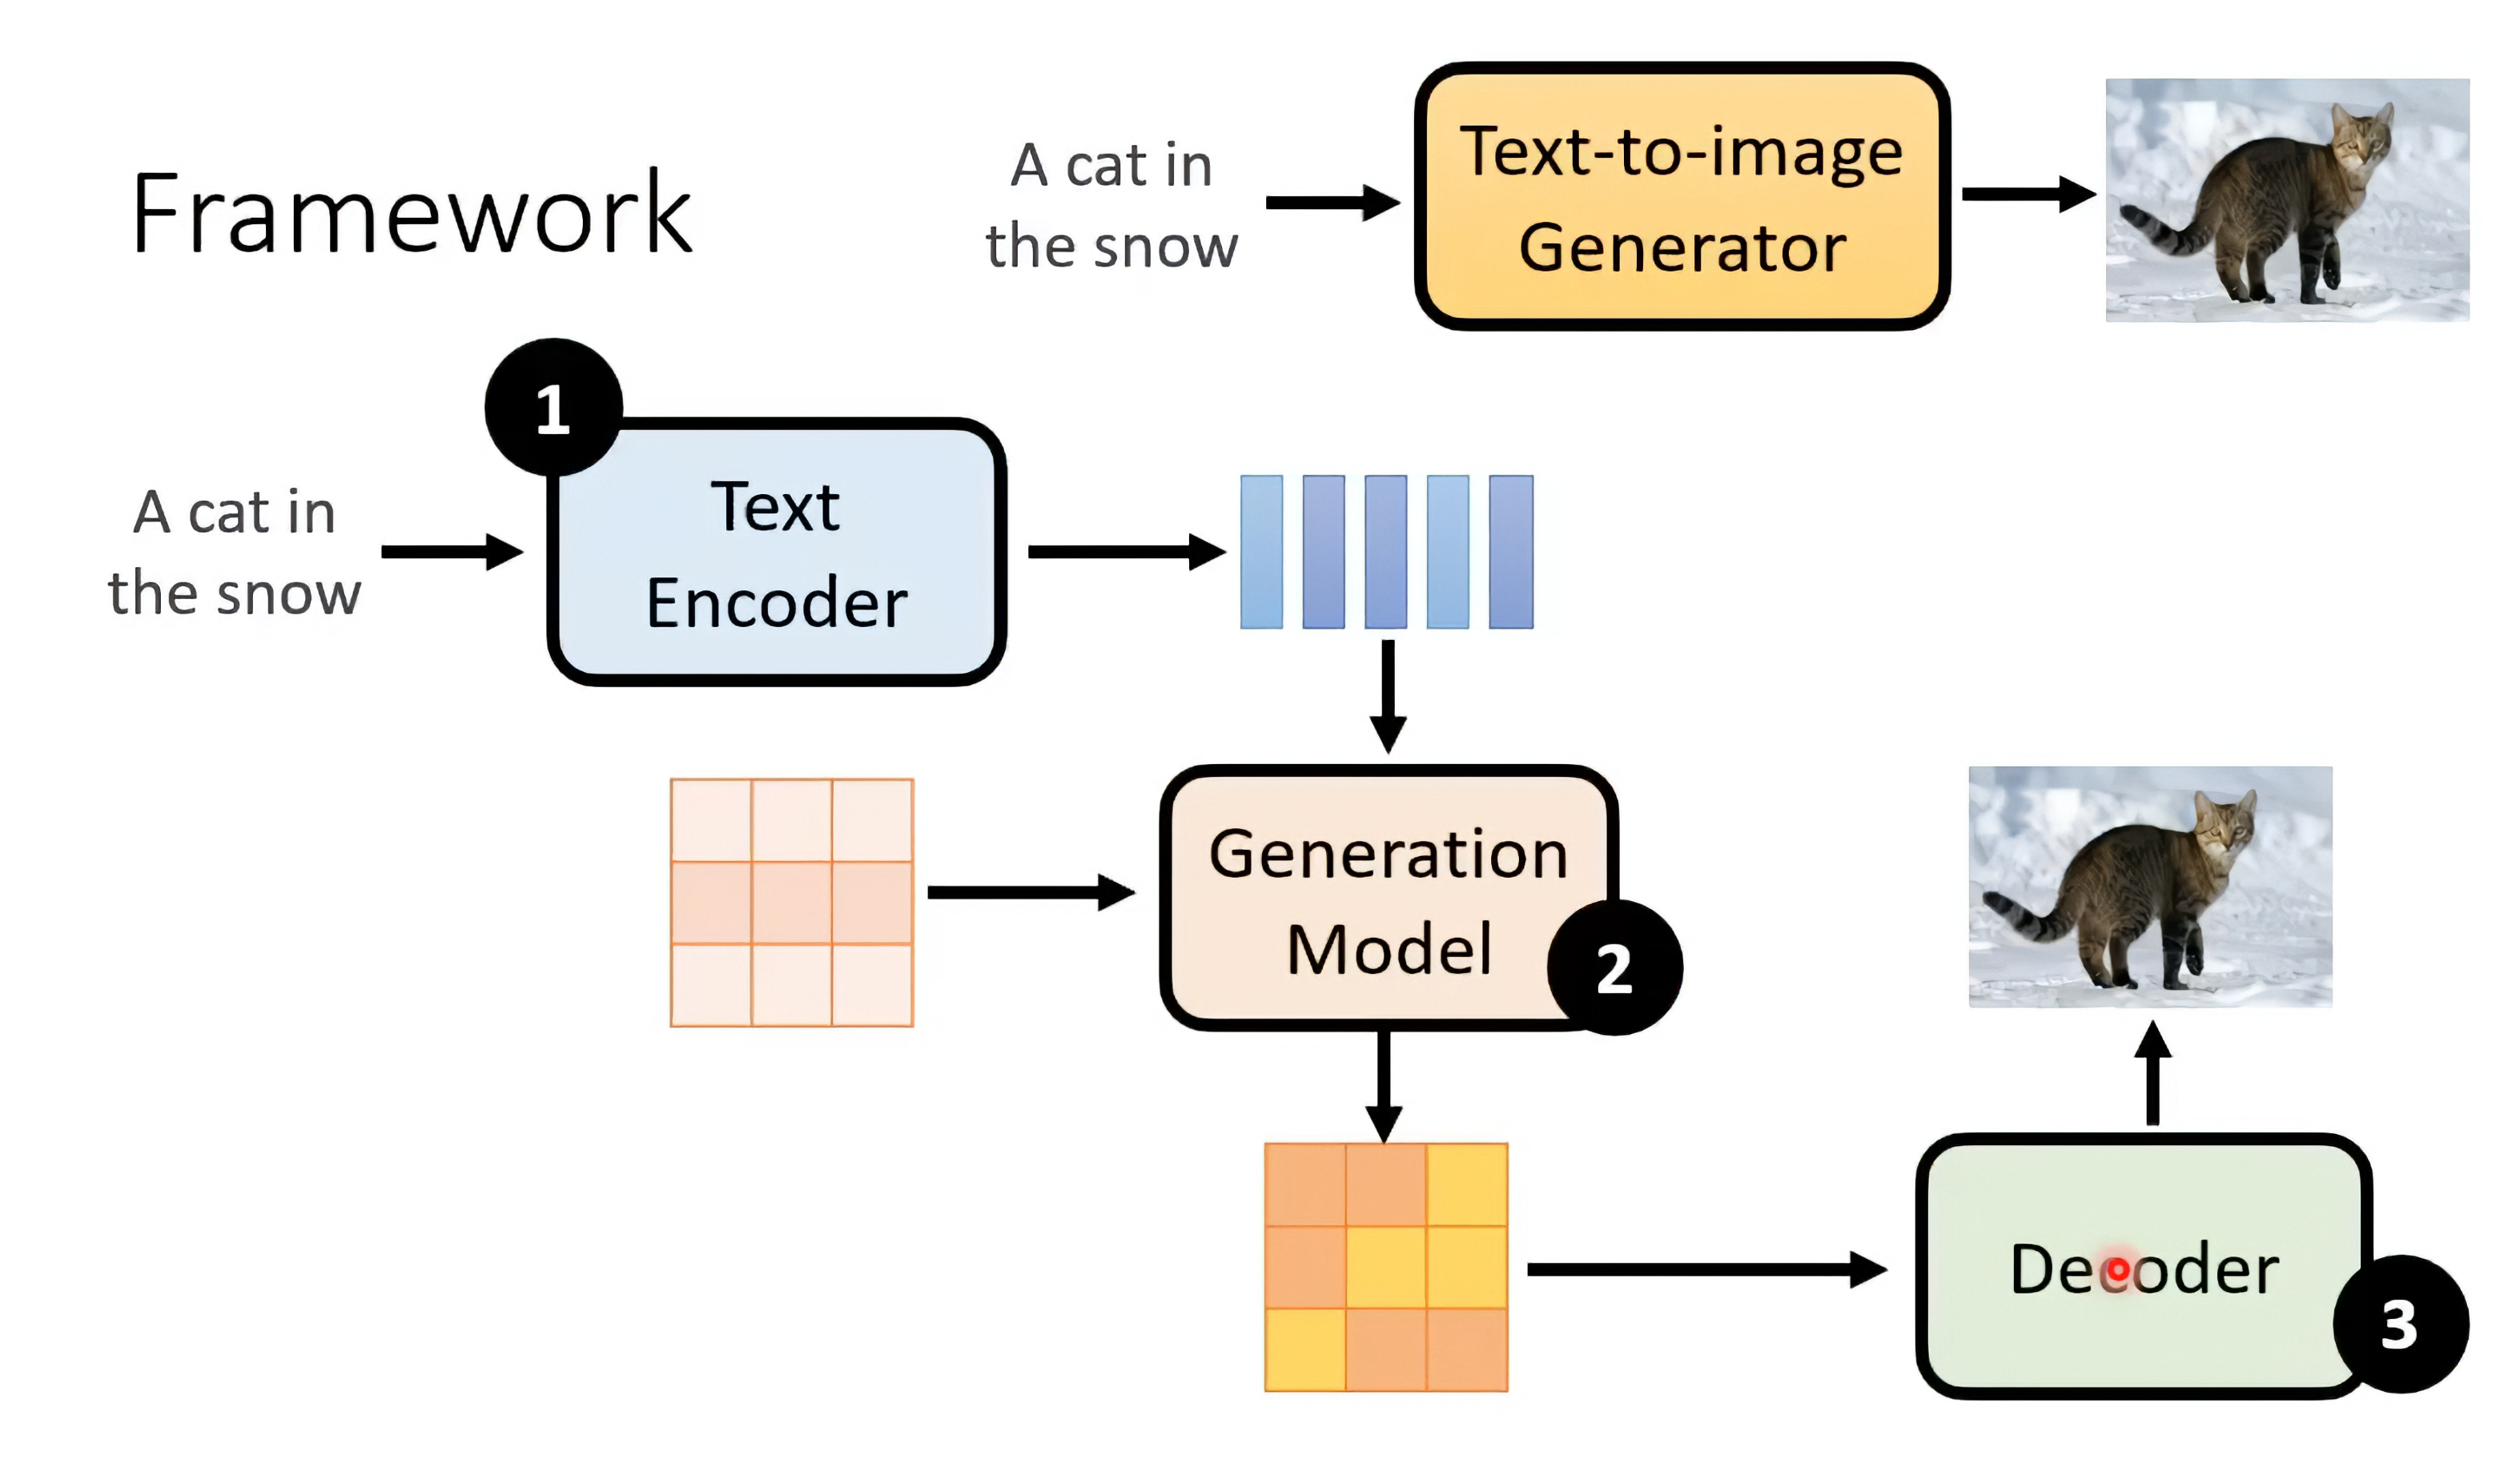 Framework
A cat in
the snow
Text-to-image
Generator
1
A cat in
the snow
Text
Encoder
Generation
Model
2
Decoder
3